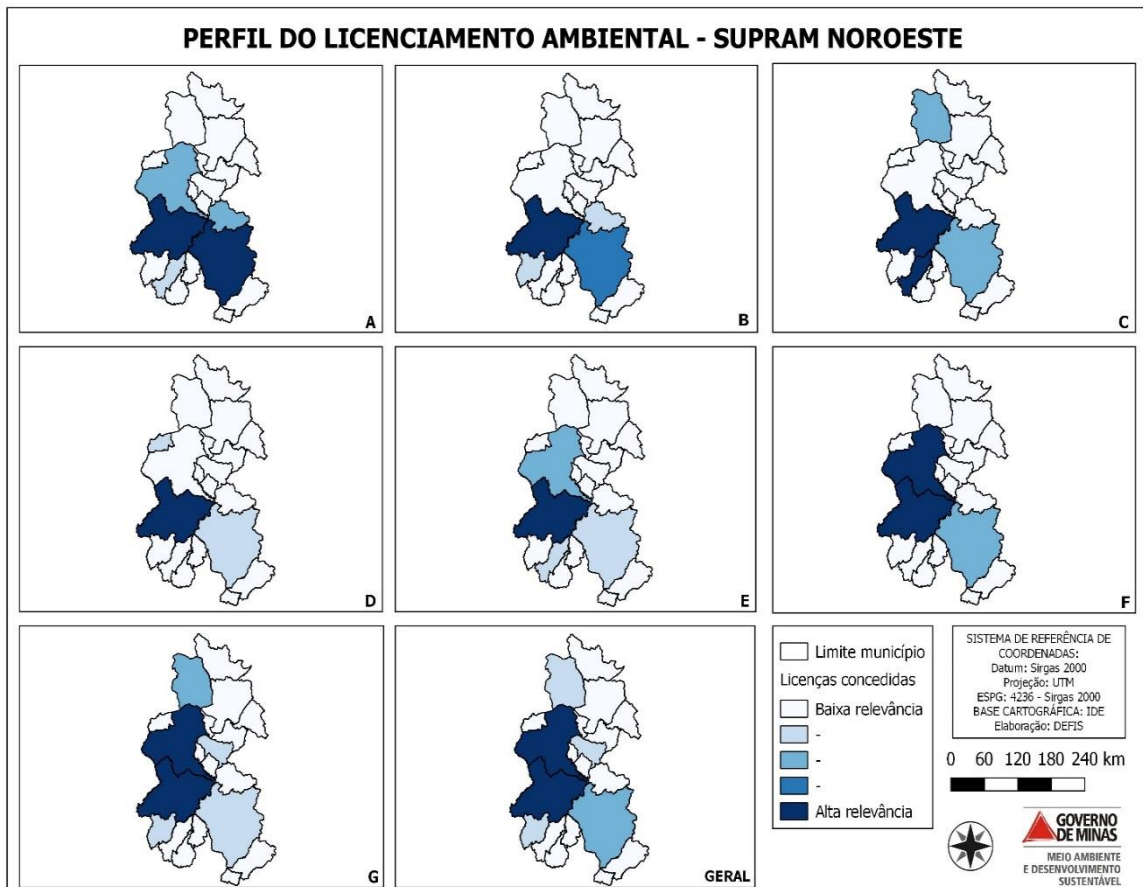 PERFIL DO LICENCIAMENTO AMBIENTAL - SUPRAM NOROESTE
A
B
C
D
E
F
G
GERAL
Limite município
Licenças concedidas
Baixa relevância
-
-
-
Alta relevância
SISTEMA DE REFERÊNCIA DE
COORDENADAS:
Datum: Sirgas 2000
Projeção: UTM
ESPG: 4236 - Sirgas 2000
BASE CARTOGRÁFICA: IDE
Elaboração: DEFIS
0 60 120 180 240 km
GOVERNO
DE MINAS
MEIO AMBIENTE
E DESENVOLVIMENTO
SUSTENTÁVEL